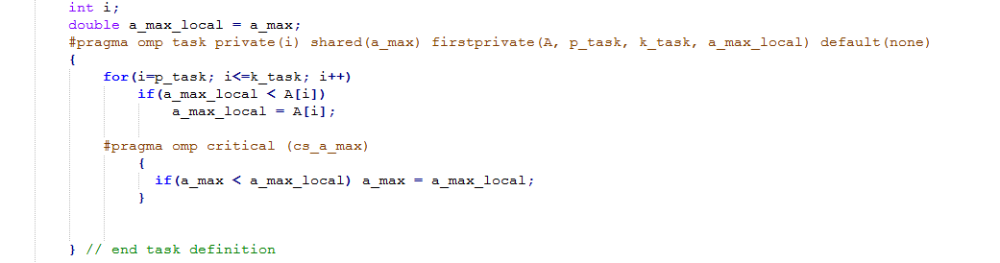 int i;
double a_max_local = a_max;
#pragma omp task private(i) shared(a_max) firstprivate(A, p_task, k_task, a_max_local) default(none)
{
for(i=p_task; i<=k_task; i++)
if(a_max_local < A[i])
a_max_local = A[i];
#pragma omp critical (cs_a_max)
{
if(a_max < a_max_local) a_max = a_max_local;
}
} // end task definition